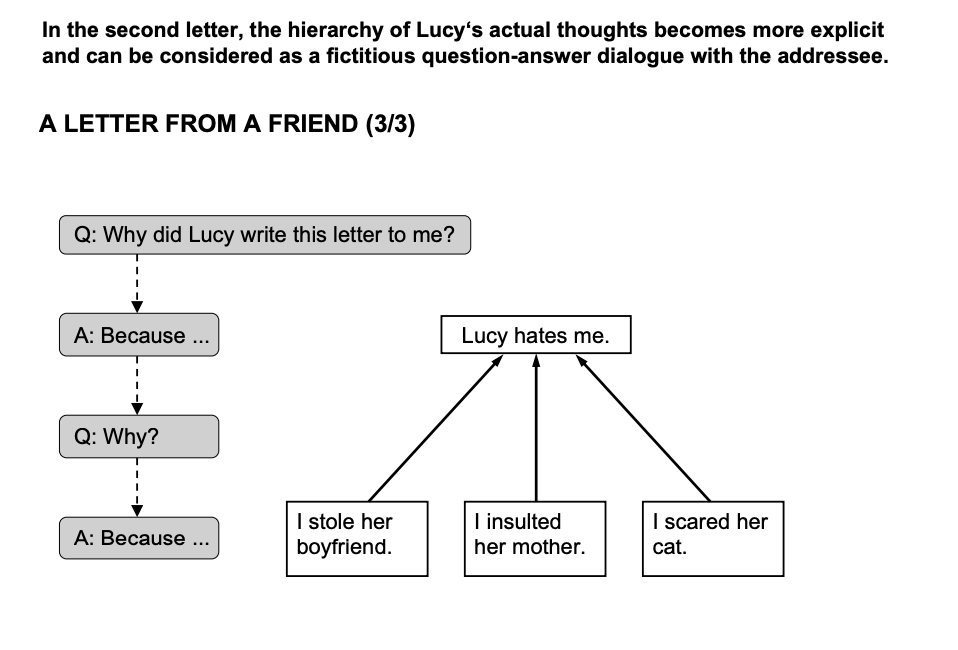 In the second letter, the hierarchy of Lucy‘s actual thoughts becomes more explicit
and can be considered as a fictitious question-answer dialogue with the addressee.
A LETTER FROM A FRIEND (3/3)
Q: Why did Lucy write this letter to me?
A: Because ...
Lucy hates me.
Q: Why?
A: Because ...
I stole her
boyfriend.
I insulted
her mother.
I scared her
cat.